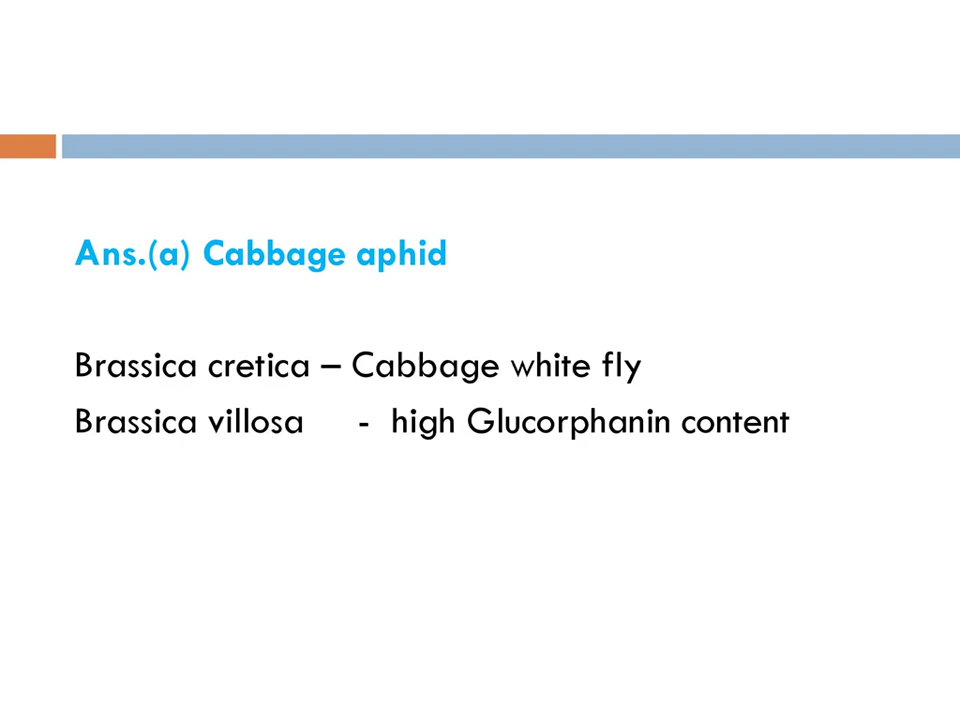 Ans.(a) Cabbage aphid
Brassica cretica – Cabbage white fly
Brassica villosa - high Glucorphanin content